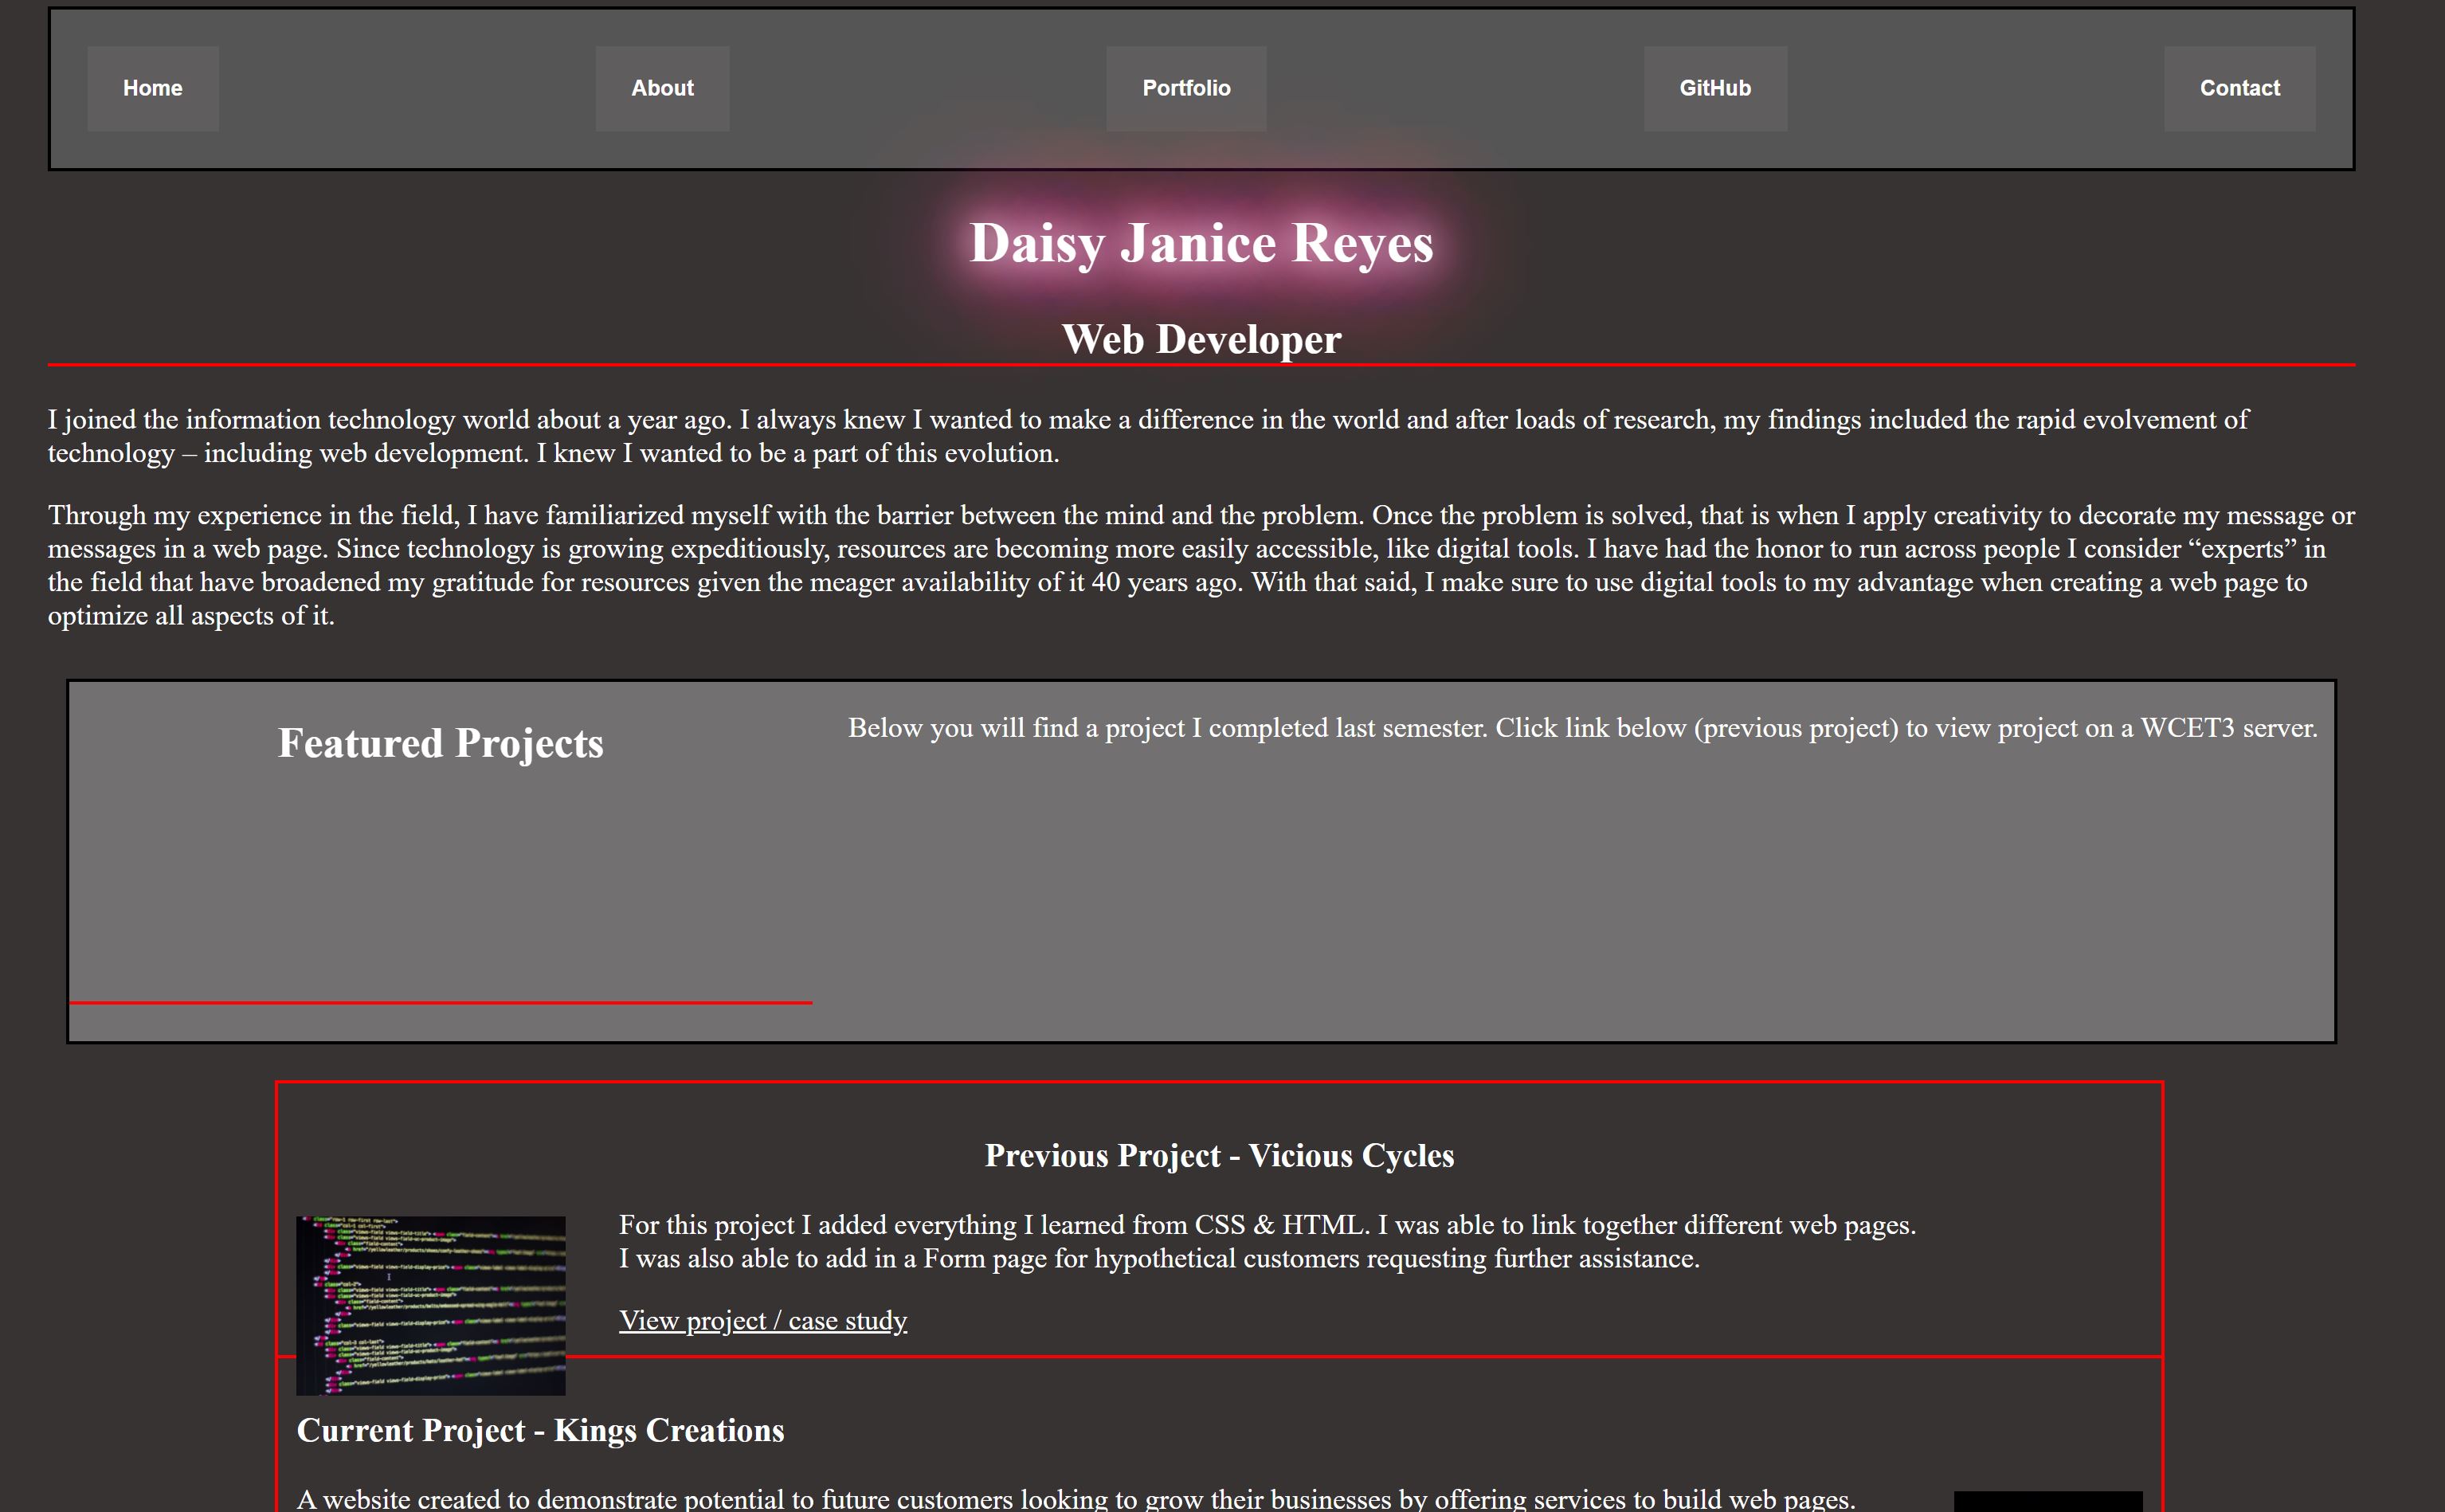 Home
About
Portfolio
GitHub
Contact
Daisy Janice Reyes
Web Developer
I joined the information technology world about a year ago. I always knew I wanted to make a difference in the world and after loads of research, my findings included the rapid evolvement of
technology – including web development. I knew I wanted to be a part of this evolution.
Through my experience in the field, I have familiarized myself with the barrier between the mind and the problem. Once the problem is solved, that is when I apply creativity to decorate my message or
messages in a web page. Since technology is growing expeditiously, resources are becoming more easily accessible, like digital tools. I have had the honor to run across people I consider “experts” in
the field that have broadened my gratitude for resources given the meager availability of it 40 years ago. With that said, I make sure to use digital tools to my advantage when creating a web page to
optimize all aspects of it.
Featured Projects
Below you will find a project I completed last semester. Click link below (previous project) to view project on a WCET3 server.
Previous Project - Vicious Cycles
For this project I added everything I learned from CSS & HTML. I was able to link together different web pages.
I was also able to add in a Form page for hypothetical customers requesting further assistance.
View project / case study
Current Project - Kings Creations
A website created to demonstrate potential to future customers looking to grow their businesses by offering services to build web pages.